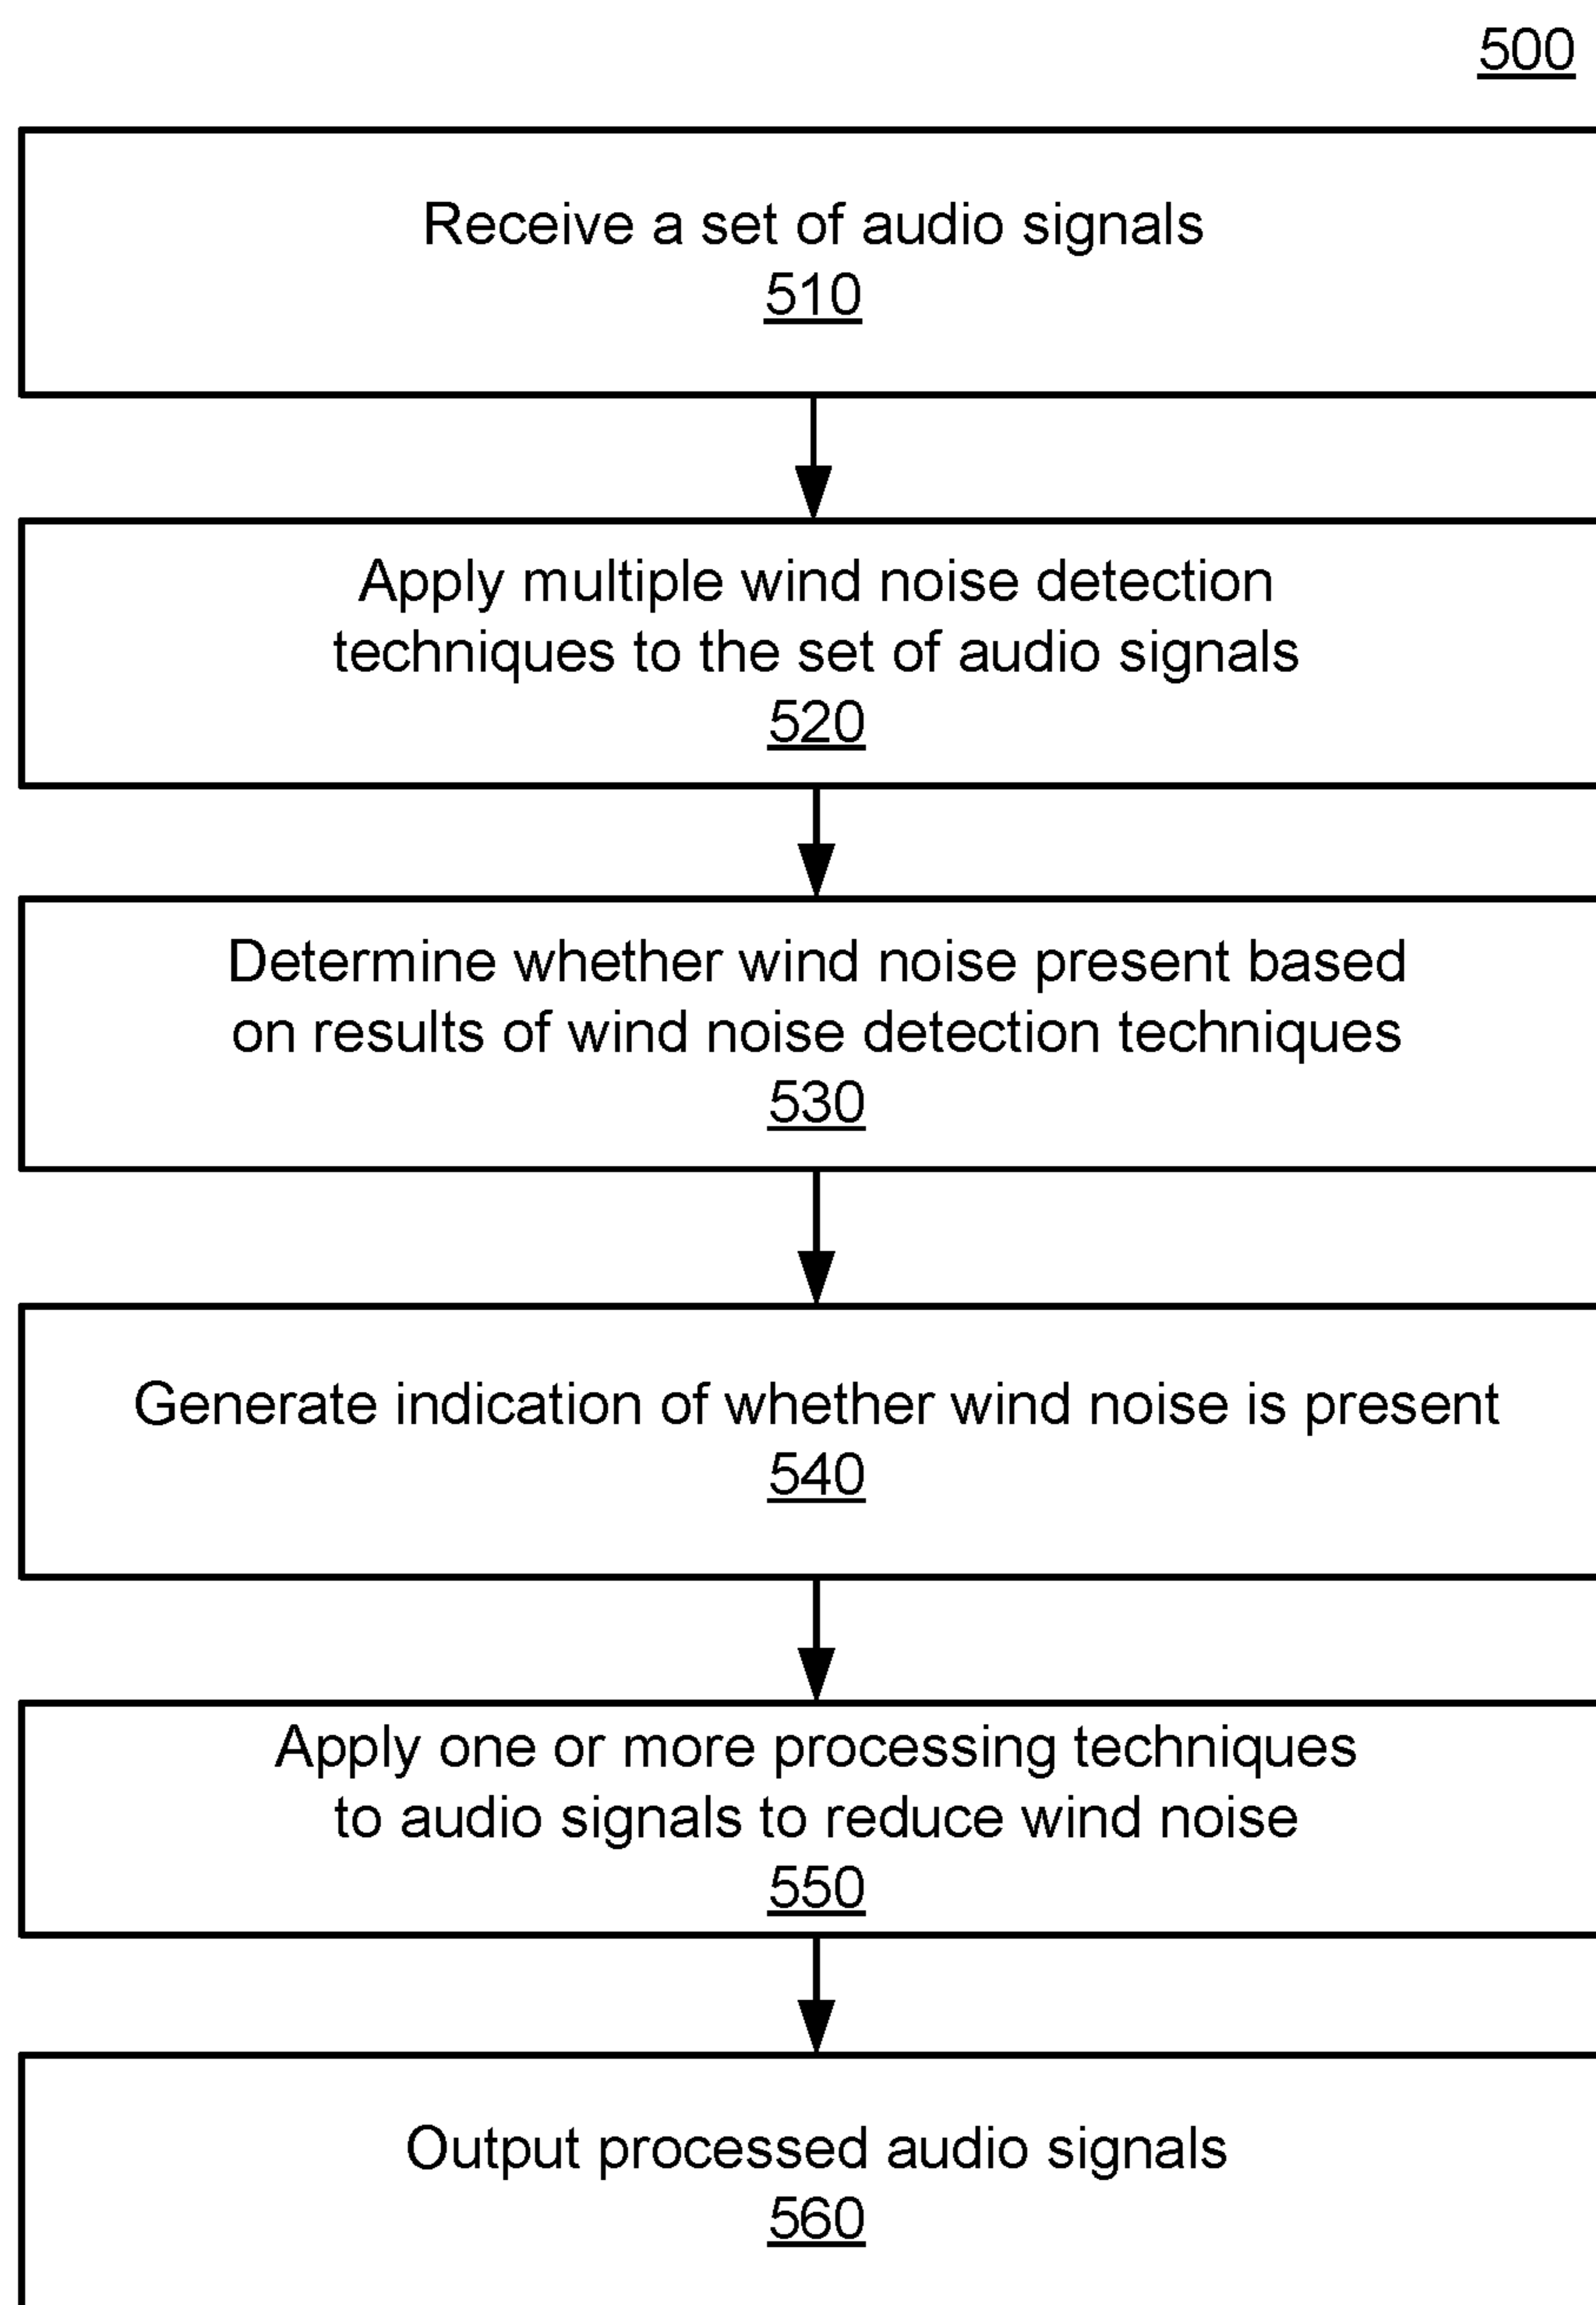 500
Receive a set of audio signals
510
Apply multiple wind noise detection
techniques to the set of audio signals
520
Determine whether wind noise present based
on results of wind noise detection techniques
530
Generate indication of whether wind noise is present
540
Apply one or more processing techniques
to audio signals to reduce wind noise
550
Output processed audio signals
560